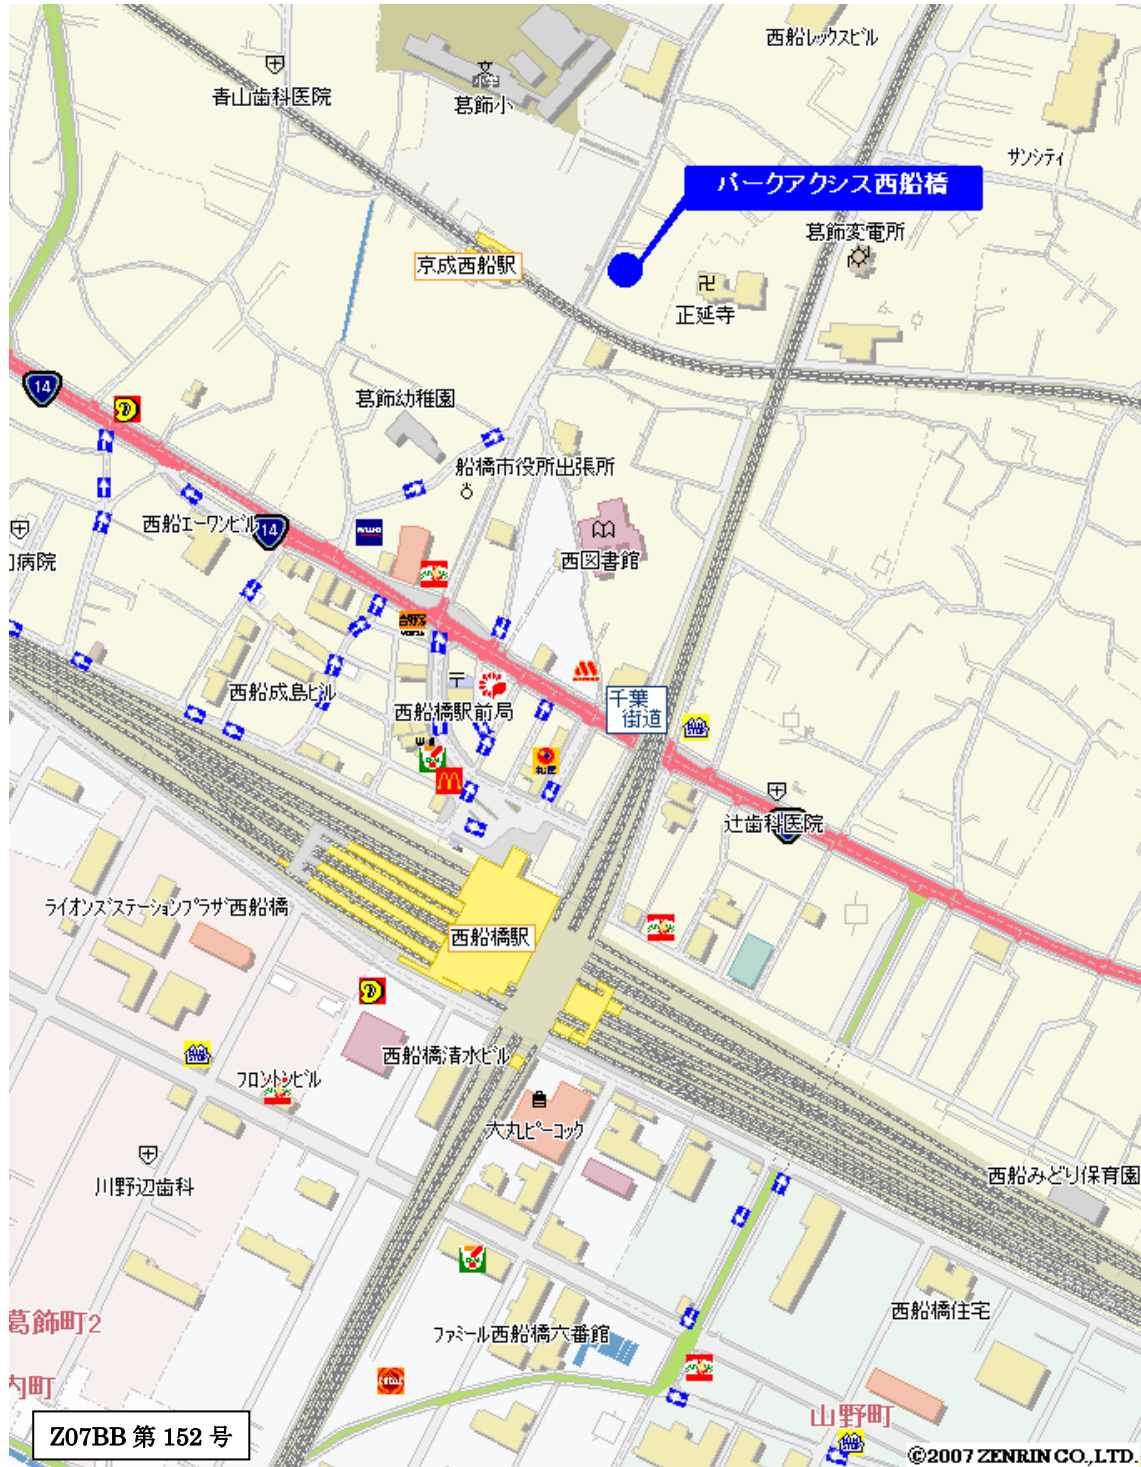 西船レックスビル
青山歯科医院
葛飾小
サンシティ
パークアクシス西船橋
葛飾変電所
京成西船駅
正延寺
14
葛飾幼稚園
船橋市役所出張所
西船エーワンビル
14
病院
西図書館
西船成島ビル
千葉
街道
西船橋駅前局
辻歯科医院
ライオンズステーションプラザ西船橋
西船橋駅
西船橋清水ビル
フロントンビル
大丸ピーコック
西船みどり保育園
川野辺歯科
西船橋住宅
葛飾町2
ファミール西船橋六番館
内町
山野町
Z07BB 第 152 号
©2007 ZENRIN CO.,LTD.